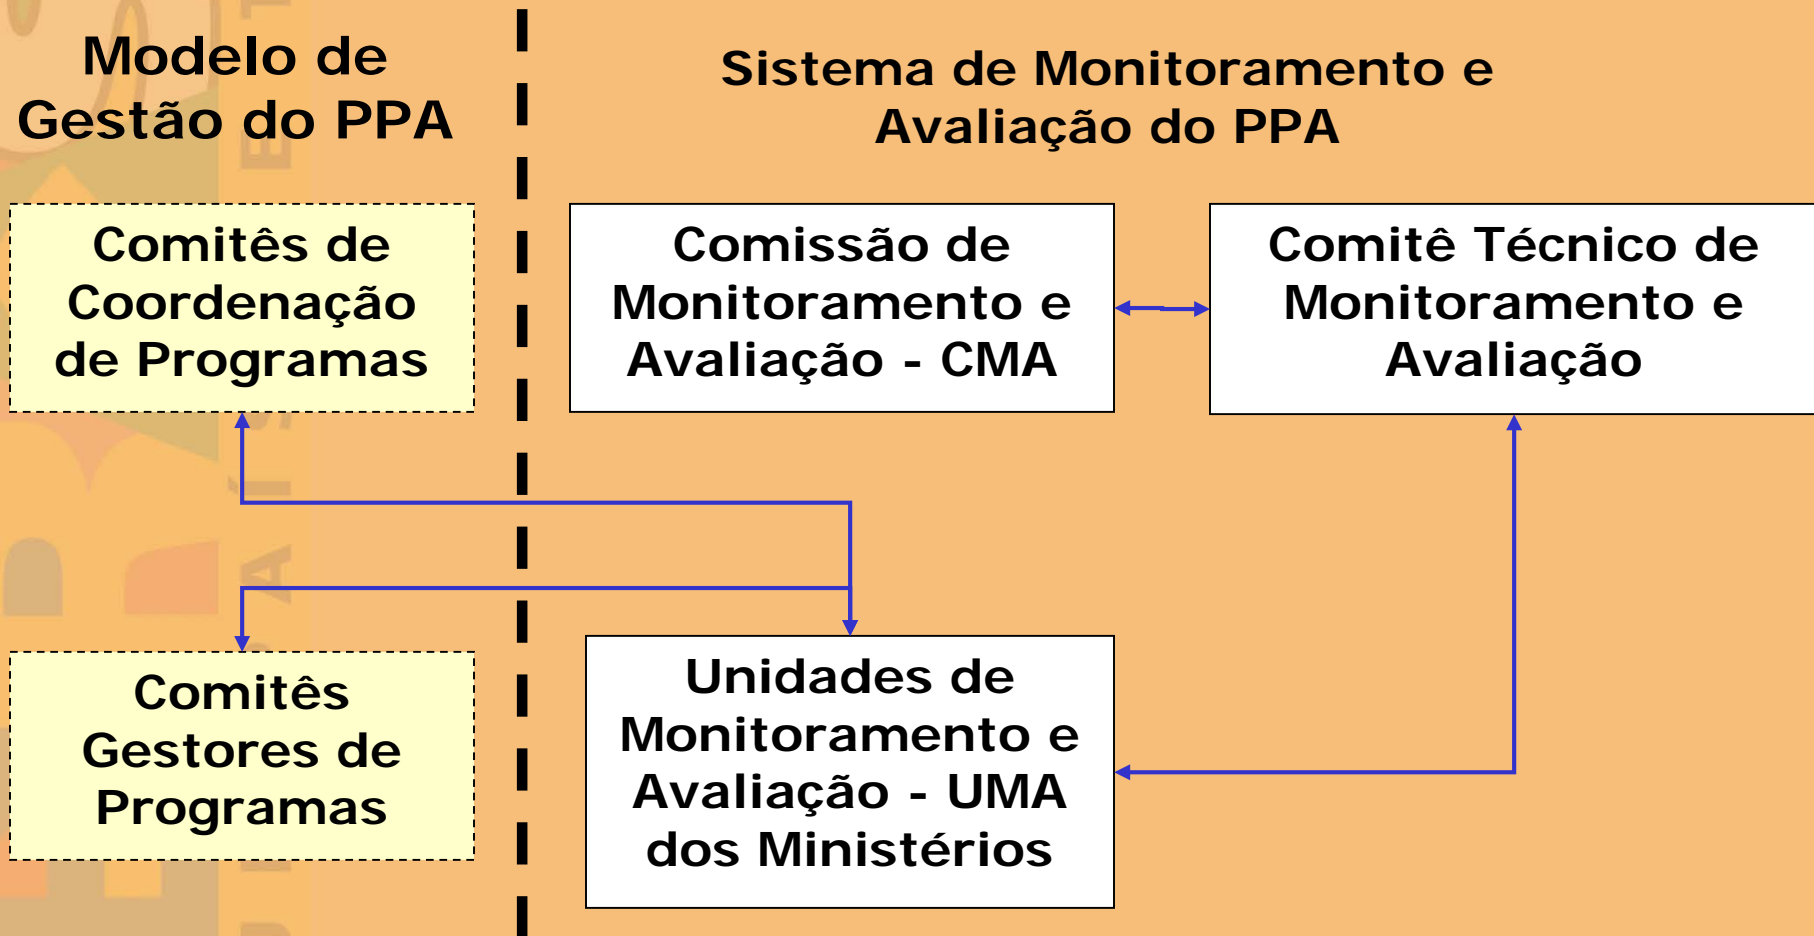 Modelo de
Gestão do PPA
Sistema de Monitoramento e
Avaliação do PPA
Comitês de
Coordenação
de Programas
Comissão de
Monitoramento e
Avaliação - CMA
Comitê Técnico de
Monitoramento e
Avaliação
Comitês
Gestores de
Programas
Unidades de
Monitoramento e
Avaliação - UMA
dos Ministérios